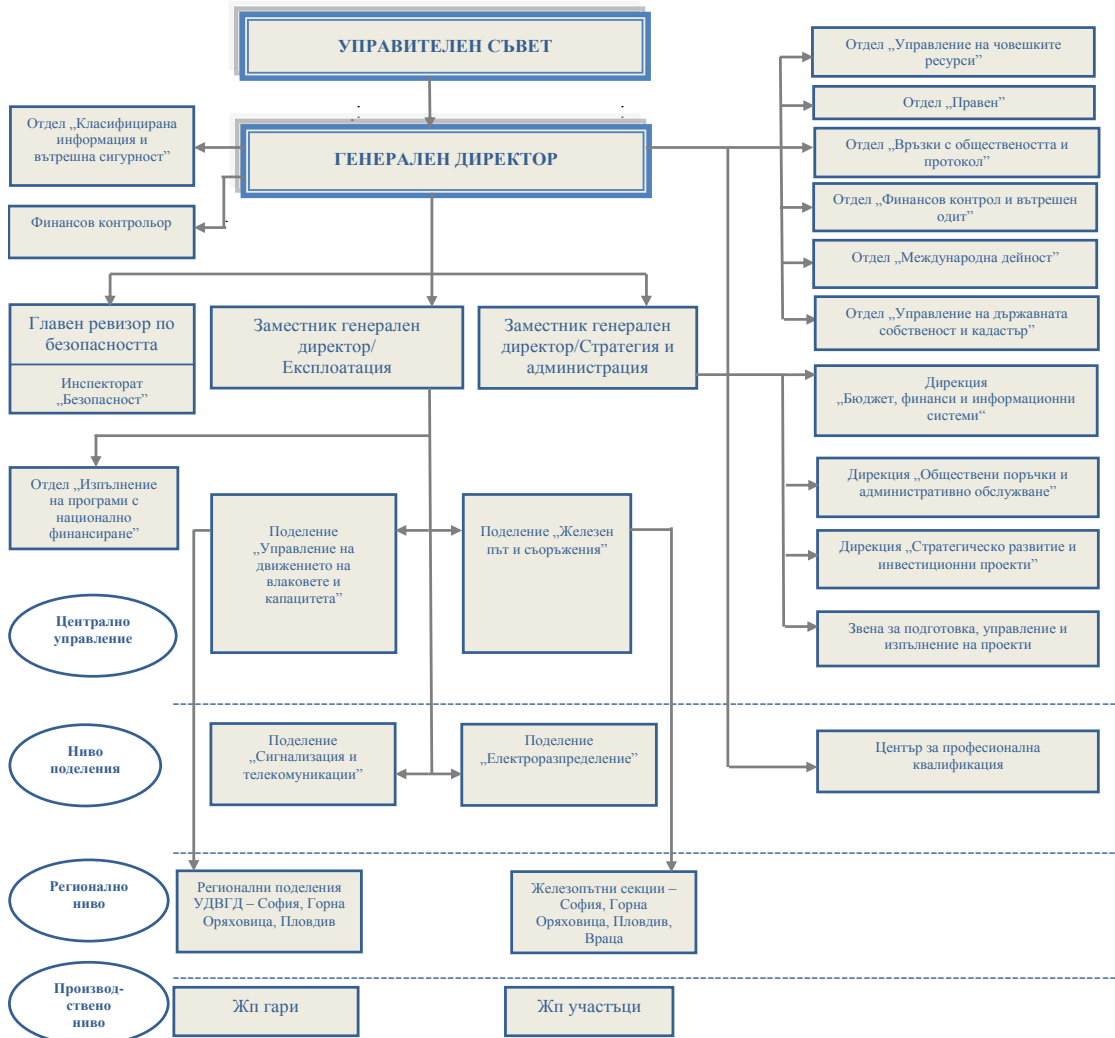 УПРАВИТЕЛЕН СЪВЕТ
ГЕНЕРАЛЕН ДИРЕКТОР
Отдел „Класифицирана
информация и
вътрешна сигурност”
Финансов контрольор
Отдел „Управление на човешките
ресурси”
Отдел „Правен”
Отдел „Връзки с обществеността и
протокол”
Отдел „Финансов контрол и вътрешен
одит”
Отдел „Международна дейност”
Отдел „Управление на държавната
собственост и кадастър”
Главен ревизор по
безопасността
Инспекторат
„Безопасност”
Заместник генерален
директор/
Експлоатация
Заместник генерален
директор/Стратегия и
администрация
Дирекция
„Бюджет, финанси и информационни
системи“
Дирекция „Обществени поръчки и
административно обслужване”
Дирекция „Стратегическо развитие и
инвестиционни проекти”
Звена за подготовка, управление и
изпълнение на проекти
Отдел „Изпълнение
на програми с
национално
финансиране”
Поделение
„Управление на
движението на
влаковете и
капацитета”
Поделение „Железен
път и съоръжения”
Централно
управление
Ниво
поделения
Поделение
„Сигнализация и
телекомуникации”
Поделение
„Електроразпределение”
Център за професионална
квалификация
Регионално
ниво
Регионални поделения
УДВГД – София, Горна
Оряховица, Пловдив
Железопътни секции –
София, Горна
Оряховица, Пловдив,
Враца
Производ-
ствено
ниво
Жп гари
Жп участъци